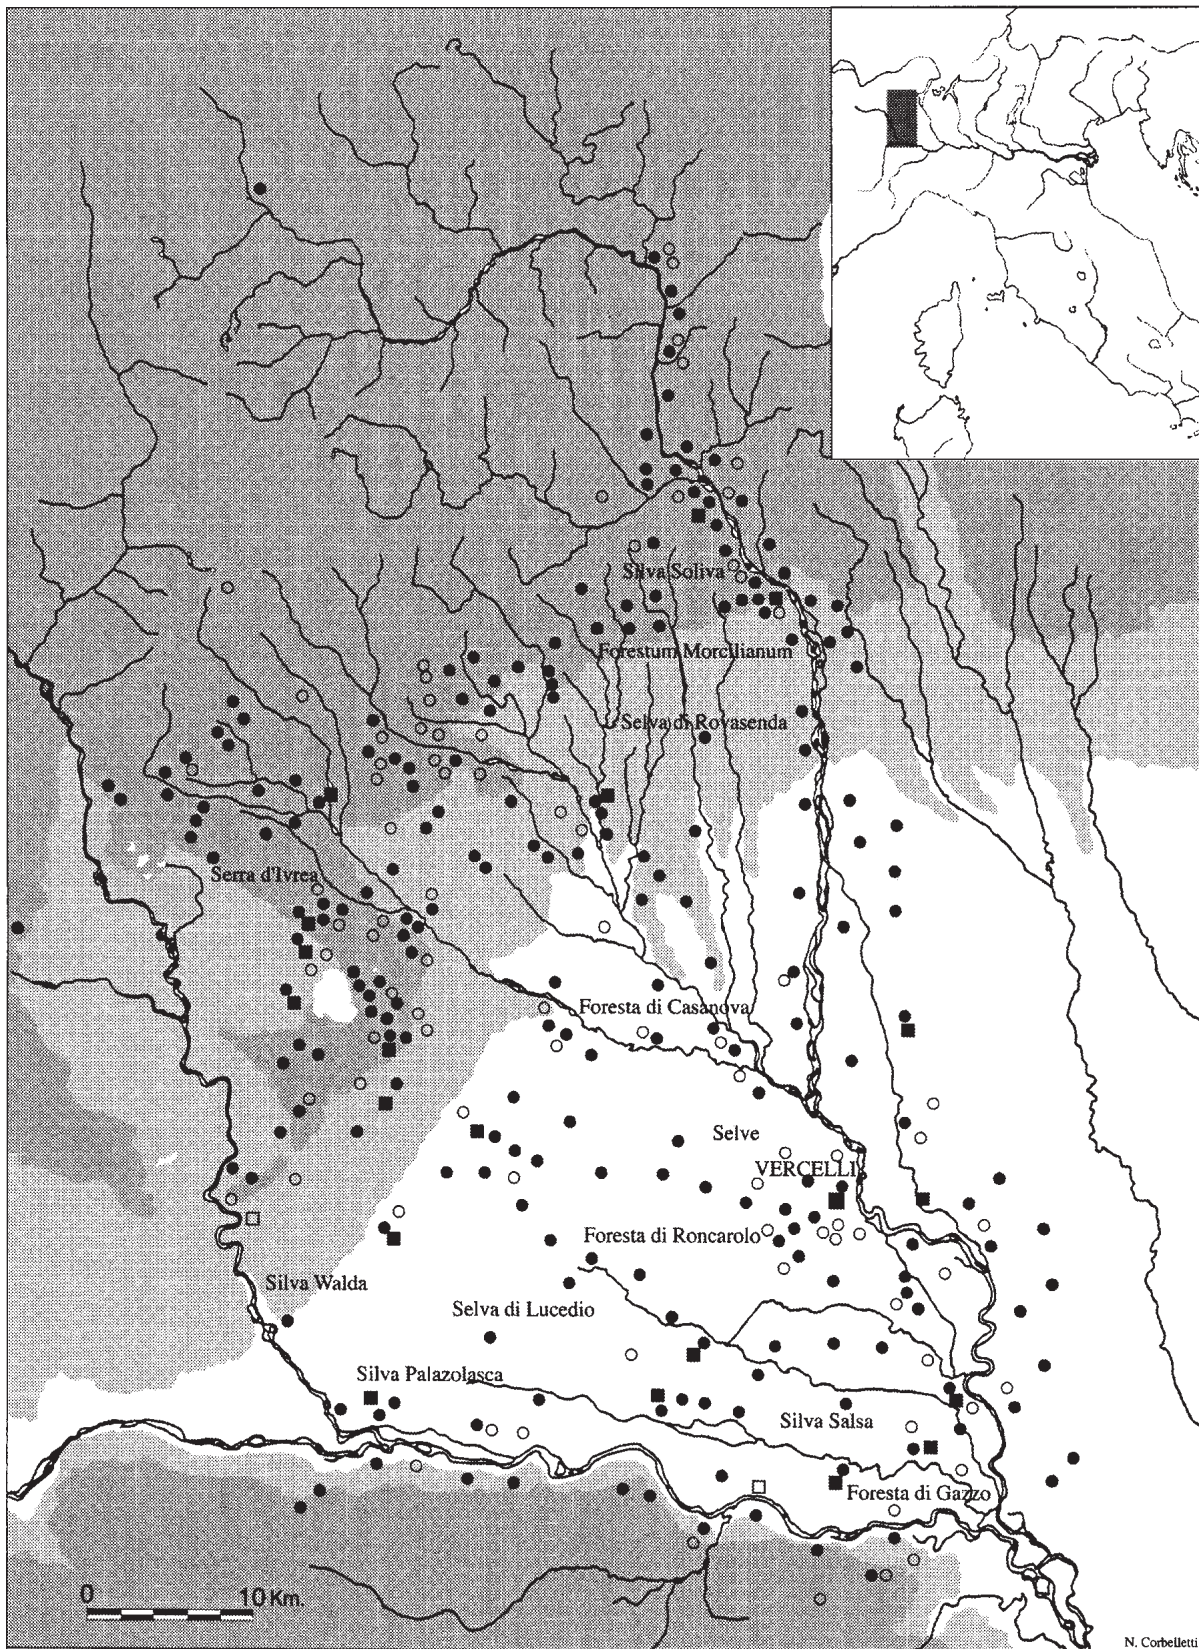 Silva Soliva
Forestum Morcilianum
Selva di Rovasenda
Serra d'Ivrea
Foresta di Casanova
Selve
VERCELLI
Foresta di Roncarolo
Silva Walda
Selva di Lucedio
Silva Palazolasca
Silva Salsa
Foresta di Gazzo
0 10 Km.
N. Corbelletti